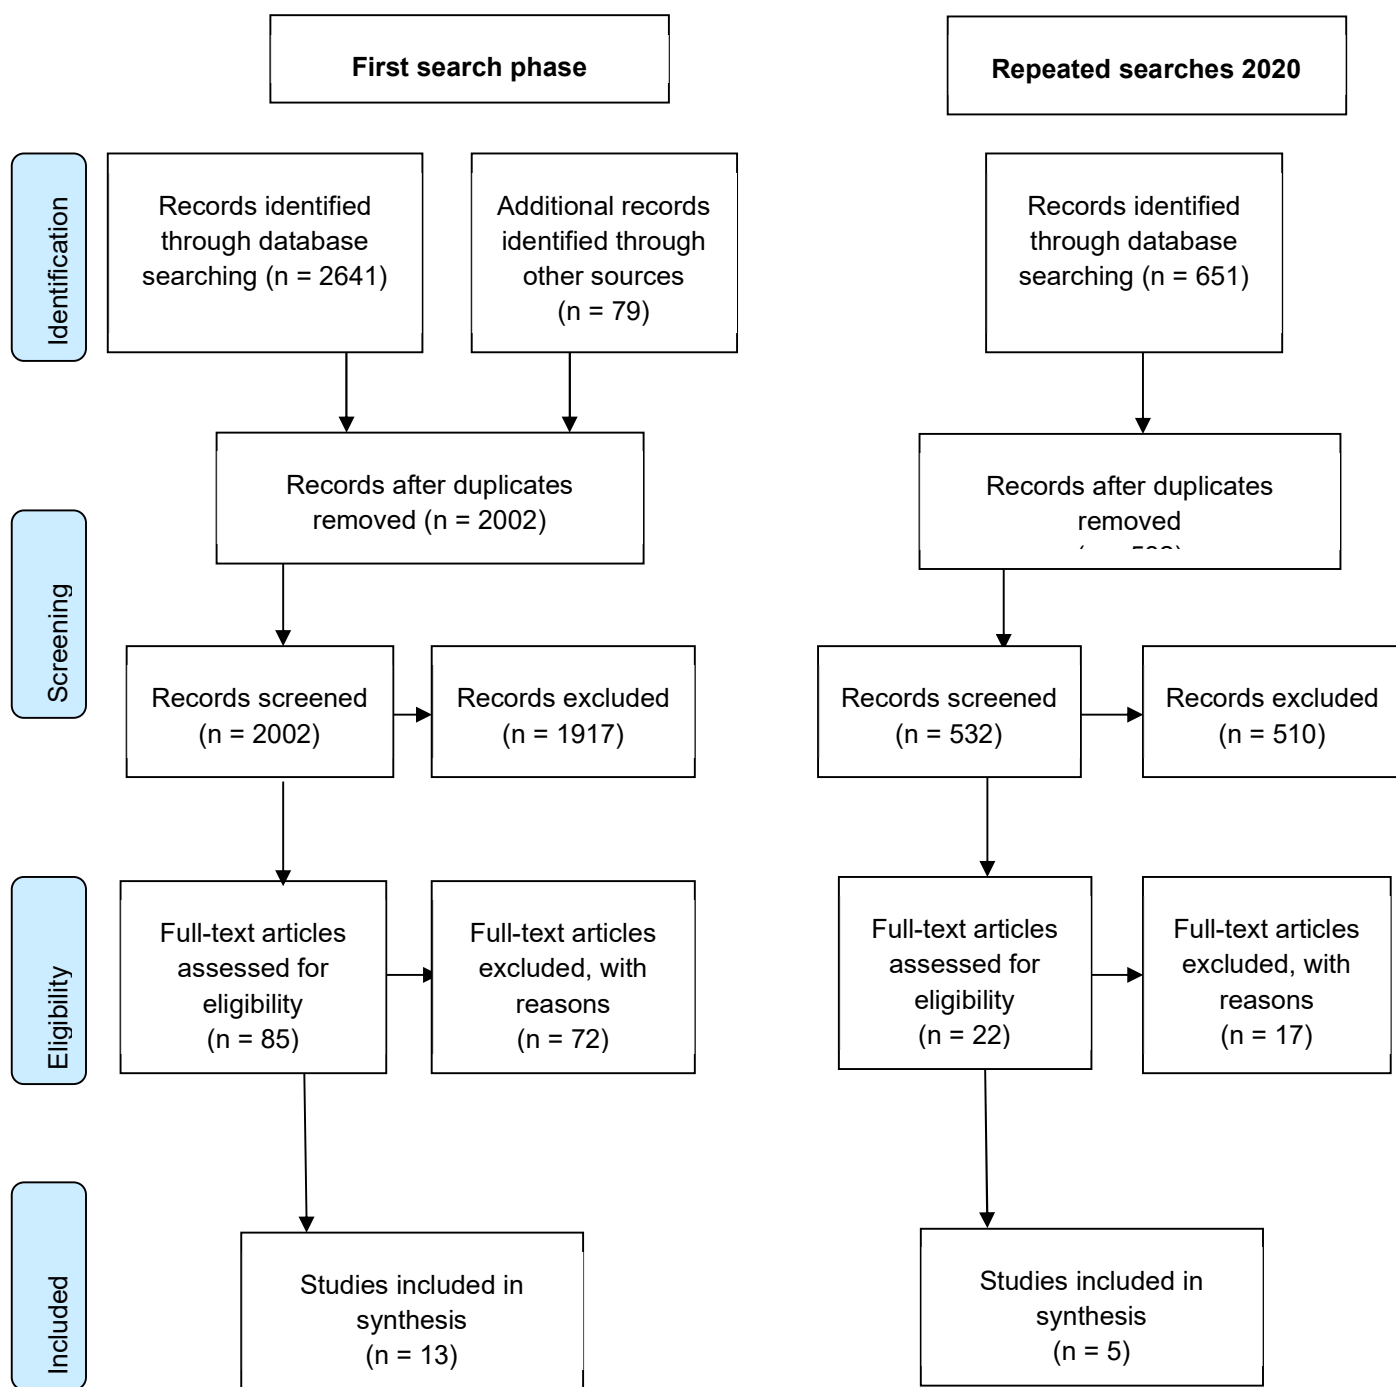 First search phase
Repeated searches 2020
Identification
Records identified
through database
searching (n = 2641)
Additional records
identified through
other sources
(n = 79)
Records identified
through database
searching (n = 651)
Records after duplicates
removed (n = 2002)
Records after duplicates
removed
Screening
Records screened
(n = 2002)
Records excluded
(n = 1917)
Records screened
(n = 532)
Records excluded
(n = 510)
Eligibility
Full-text articles
assessed for
eligibility
(n = 85)
Full-text articles
excluded, with
reasons
(n = 72)
Full-text articles
assessed for
eligibility
(n = 22)
Full-text articles
excluded, with
reasons
(n = 17)
Included
Studies included in
synthesis
(n = 13)
Studies included in
synthesis
(n = 5)